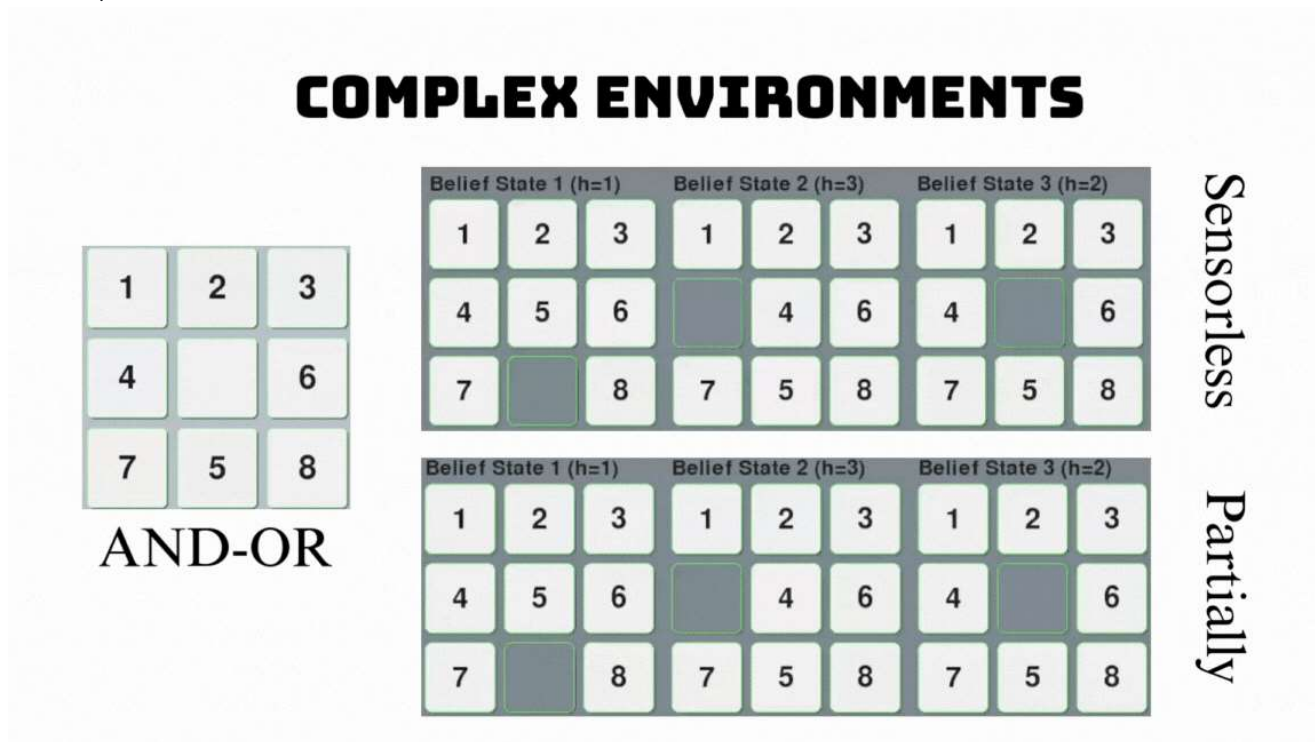 COMPLEX ENVIRONMENTS
1 2 3
4 6
7 5 8
AND-OR
Belief State 1 (h=1) Belief State 2 (h=3) Belief State 3 (h=2)
1 2 3 1 2 3 1 2 3
4 5 6 4 6 4 6
7 8 7 5 8 7 5 8
Sensorless
Belief State 1 (h=1) Belief State 2 (h=3) Belief State 3 (h=2)
1 2 3 1 2 3 1 2 3
4 5 6 4 6 4 6
7 8 7 5 8 7 5 8
Partially